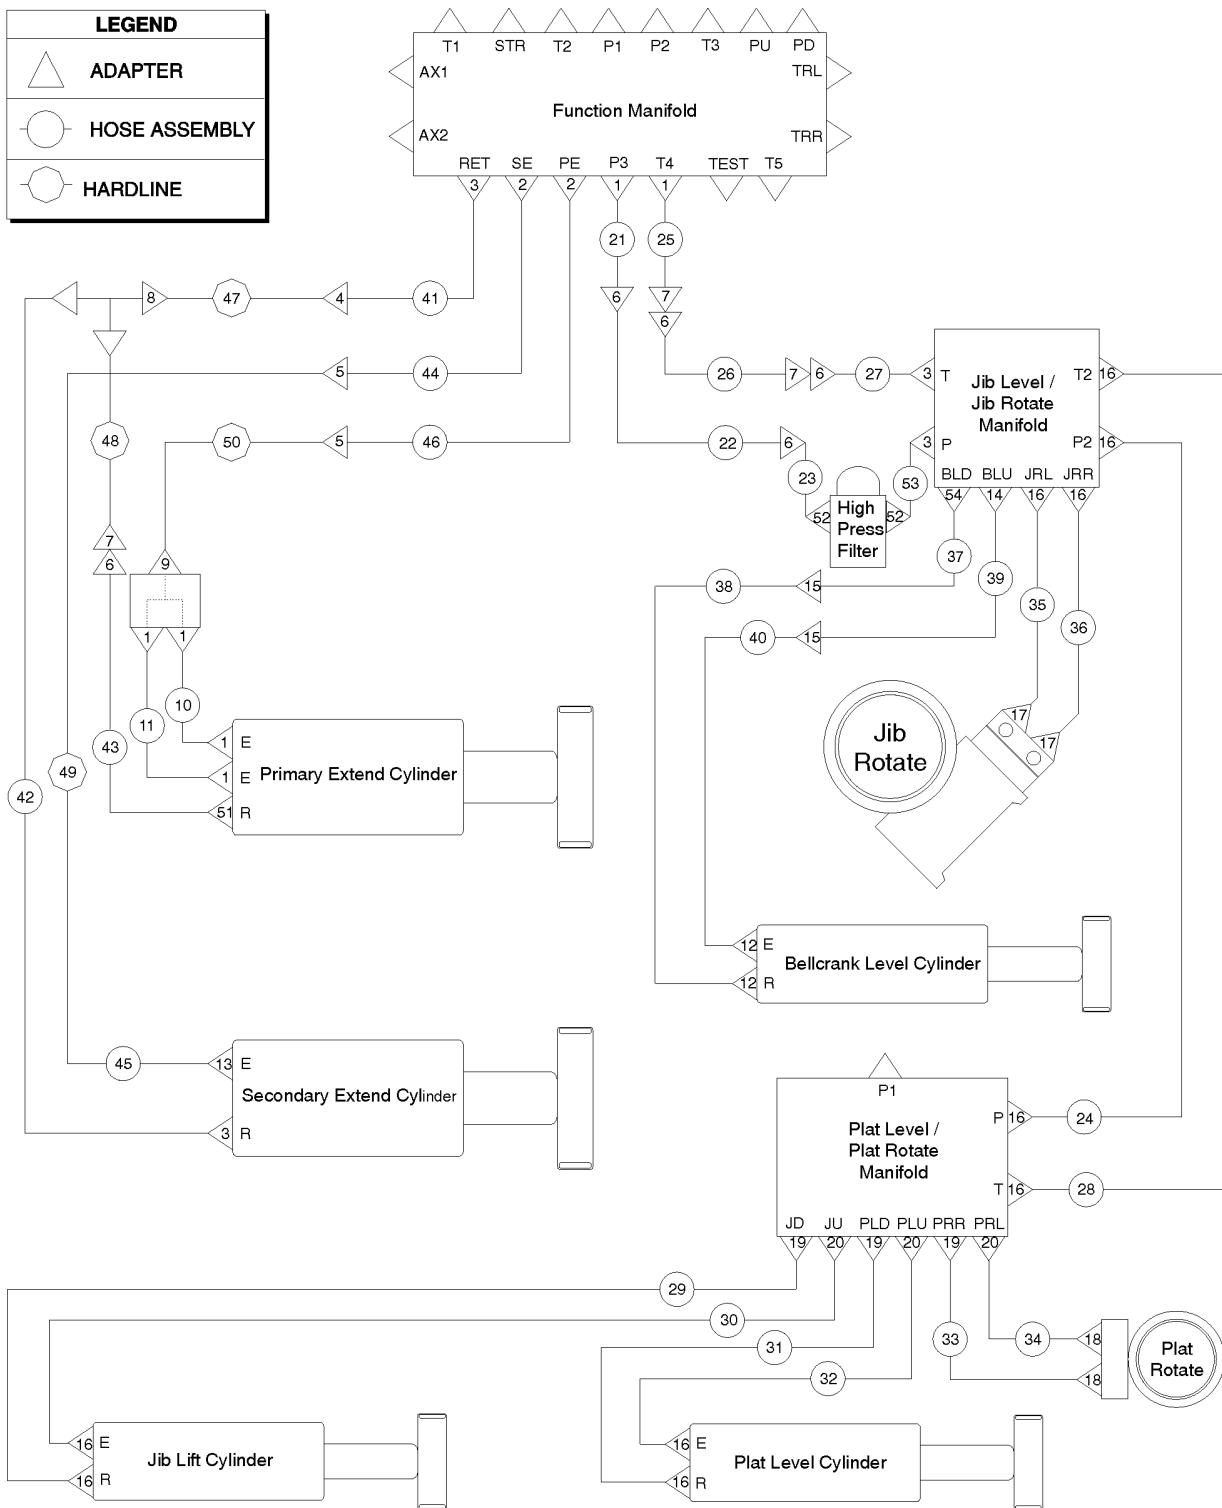 LEGEND
ADAPTER
HOSE ASSEMBLY
HARDLINE
T1 STR T2 P1 P2 T3 PU PD
AX1 TRL
Function Manifold
AX2 TRR
RET SE PE P3 T4 TEST T5
3 2 2 1 1
21 25
8 47 4 41 6 7
6
5 44 26 7 6 27 3 T
Jib Level /
Jib Rotate
Manifold
T2 16
48 50 5 46 22 6 3 P P2 16
23 53
BLD BLU JRL JRR
54 14 16 16
52 High
Press
Filter
52
7
6
9
37
39
38 15
35
36
1 1
40 15
10
11
17
17
Jib
Rotate
43
49
42
1 E
1 E
51 R
Primary Extend Cylinder
12 E
12 R
Bellcrank Level Cylinder
45 13 E
3 R
Secondary Extend Cylinder
P1
Plat Level /
Plat Rotate
Manifold
P 16 24
T 16 28
JD JU PLD PLU PRR PRL
19 20 19 20 19 20
29
30
31
32
33 34 18
18
Plat
Rotate
16 E
16 R
Jib Lift Cylinder
16 E
16 R
Plat Level Cylinder